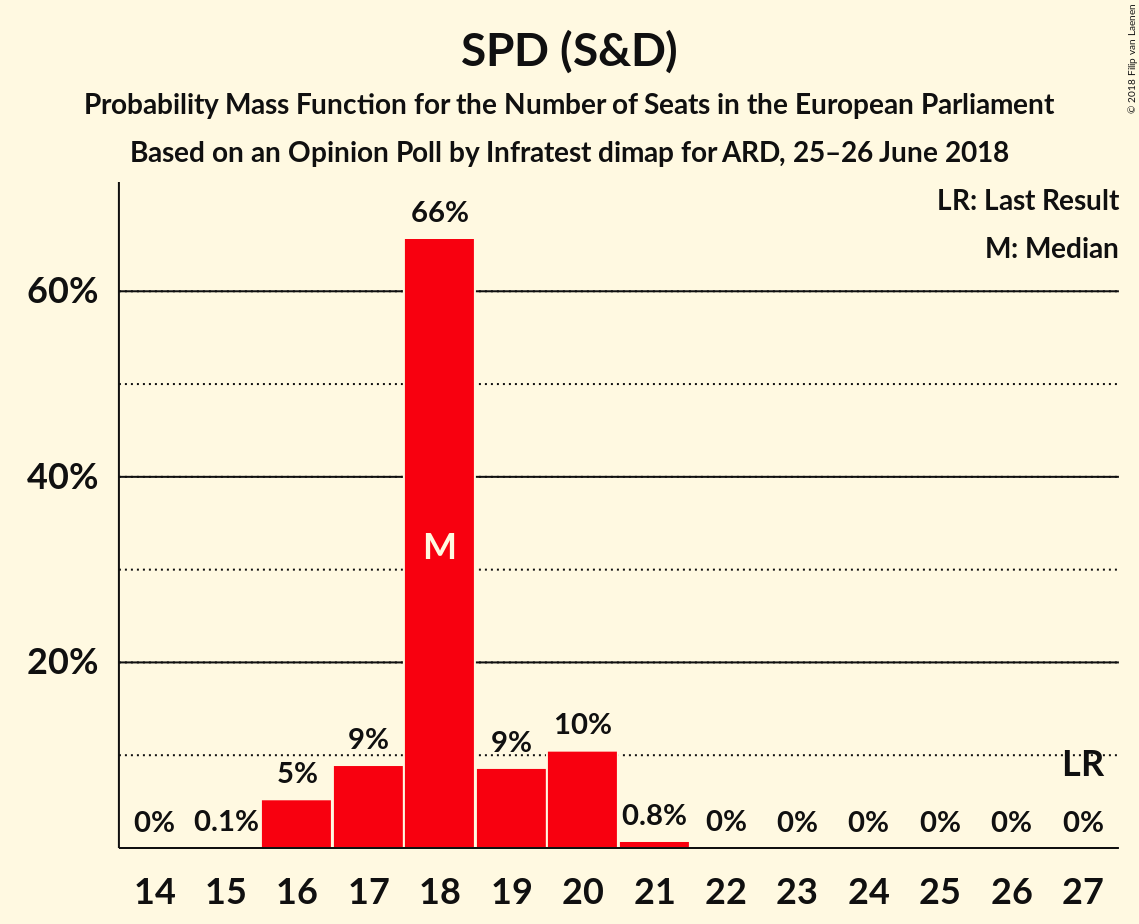 SPD (S&D)
Probability Mass Function for the Number of Seats in the European Parliament
Based on an Opinion Poll by Infratest dimap for ARD, 25–26 June 2018
© 2018 Filip van Laenen
LR: Last Result
M: Median
60%
40%
20%
0%
0.1%
5%
9%
66%
M
9%
10%
0.8%
0%
0%
0%
0%
0%
LR
0%
14 15 16 17 18 19 20 21 22 23 24 25 26 27